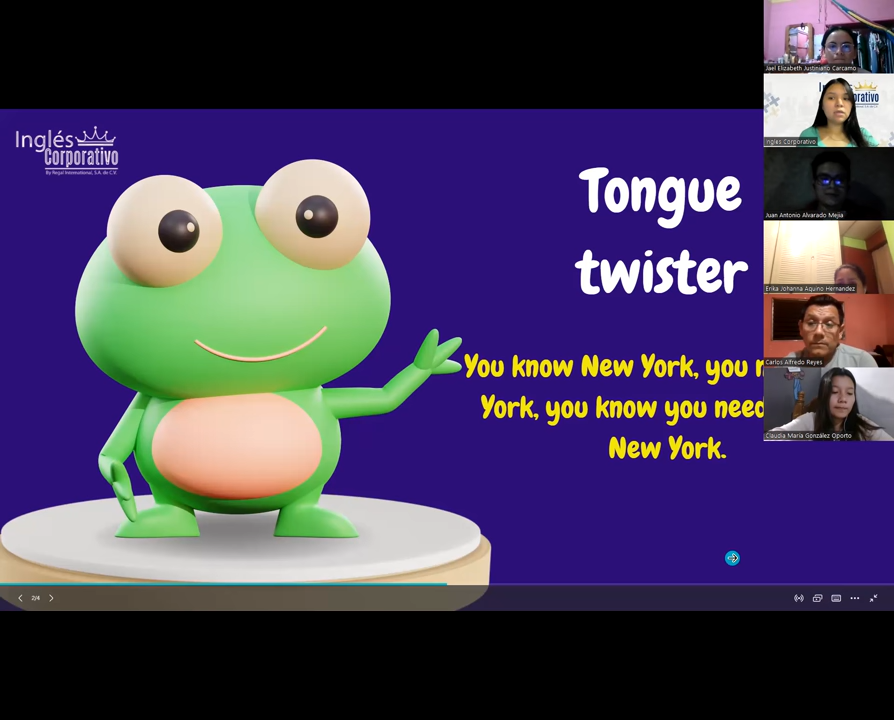 Inglés
Corporativo
By Regal International, S.A. de C.V.
Tongue
twister
You know New York, you
York, you know you need
New York.
2/4
Jael Elizabeth Justiniano Carcamo
Inglés Corporativo
Juan Antonio Alvarado Mejia
Erika Johanna Aquino Hernandez
Carlos Alfredo Reyes
Claudia María González Oporto